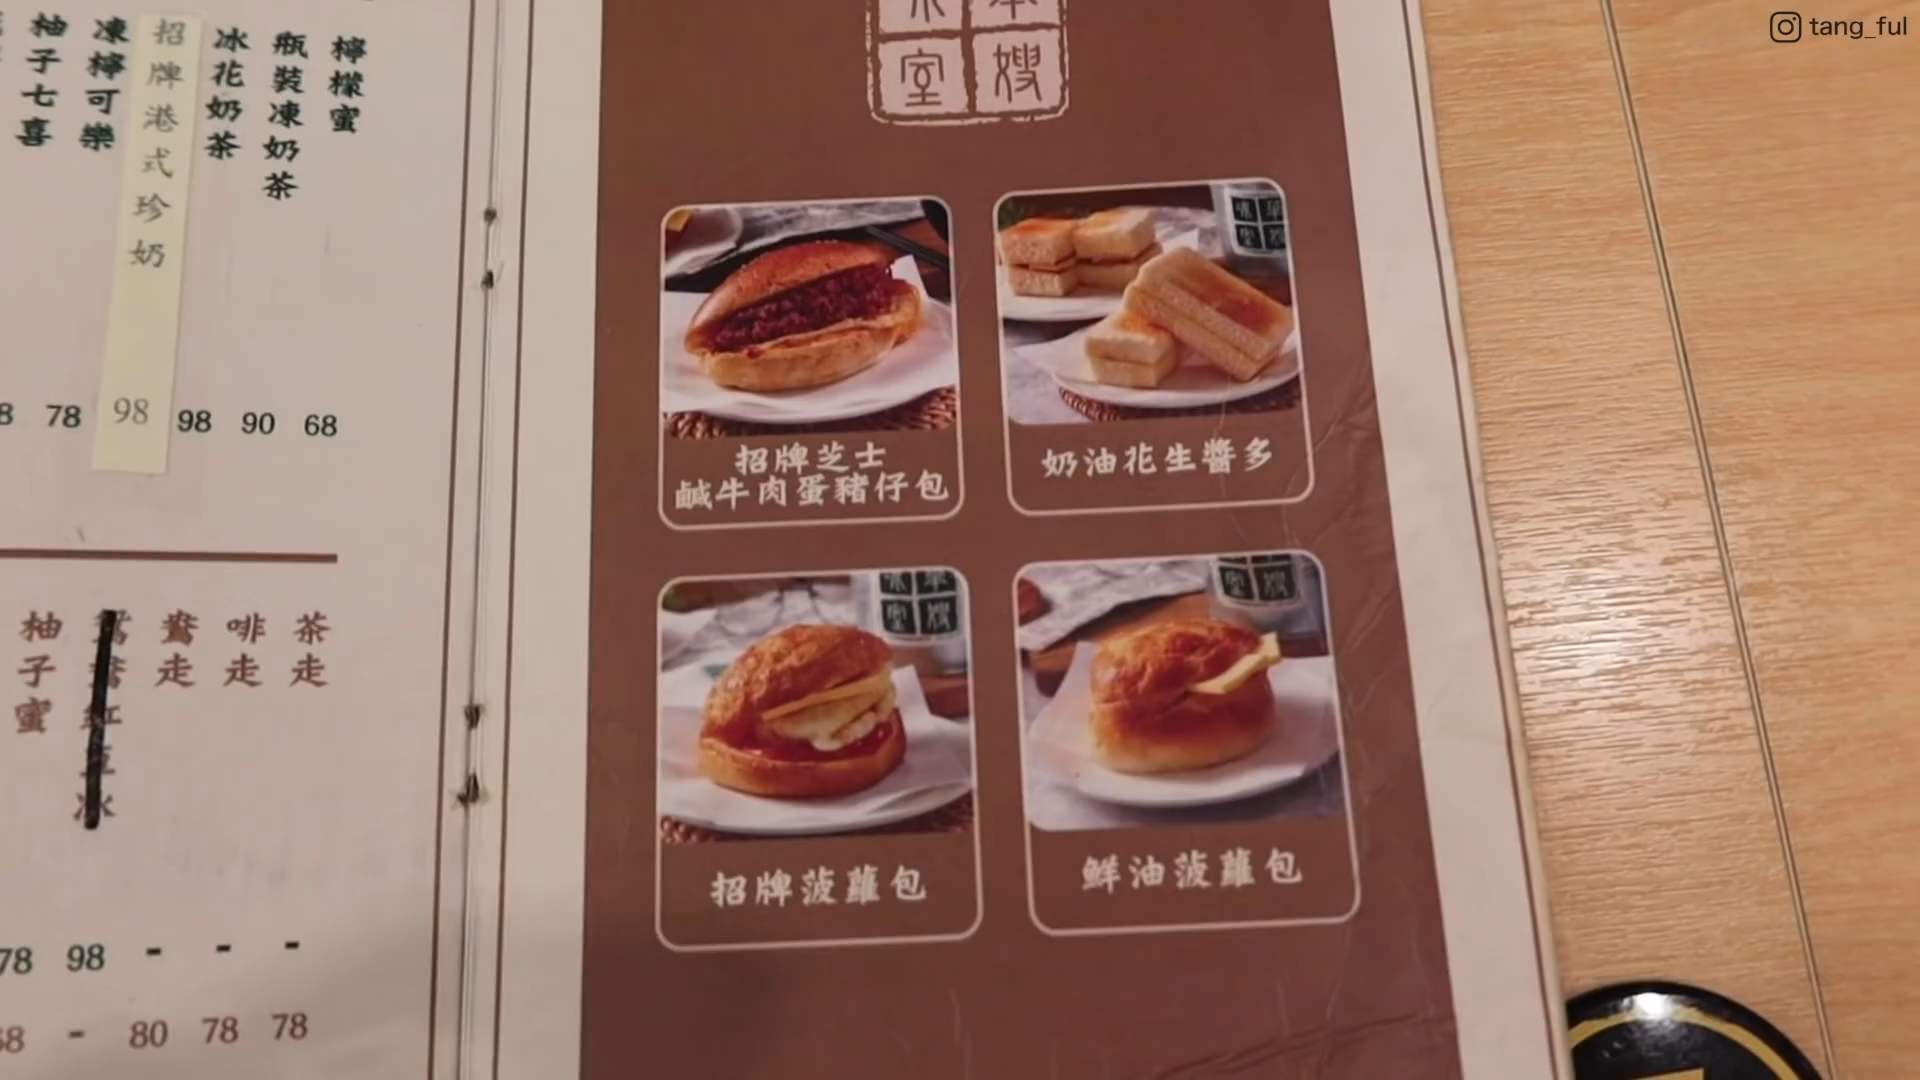 tang_ful
檸檬蜜
瓶裝凍奶茶
冰花奶茶
招牌港式珍奶
凍檸可樂
柚子七喜
78 98 98 90 68
室 嫂
招牌芝士
鹹牛肉蛋豬仔包
奶油花生醬多
招牌菠蘿包
鮮油菠蘿包
茶走
啡走
鴦走
柚子蜜
78 98 - - -
68 - 80 78 78